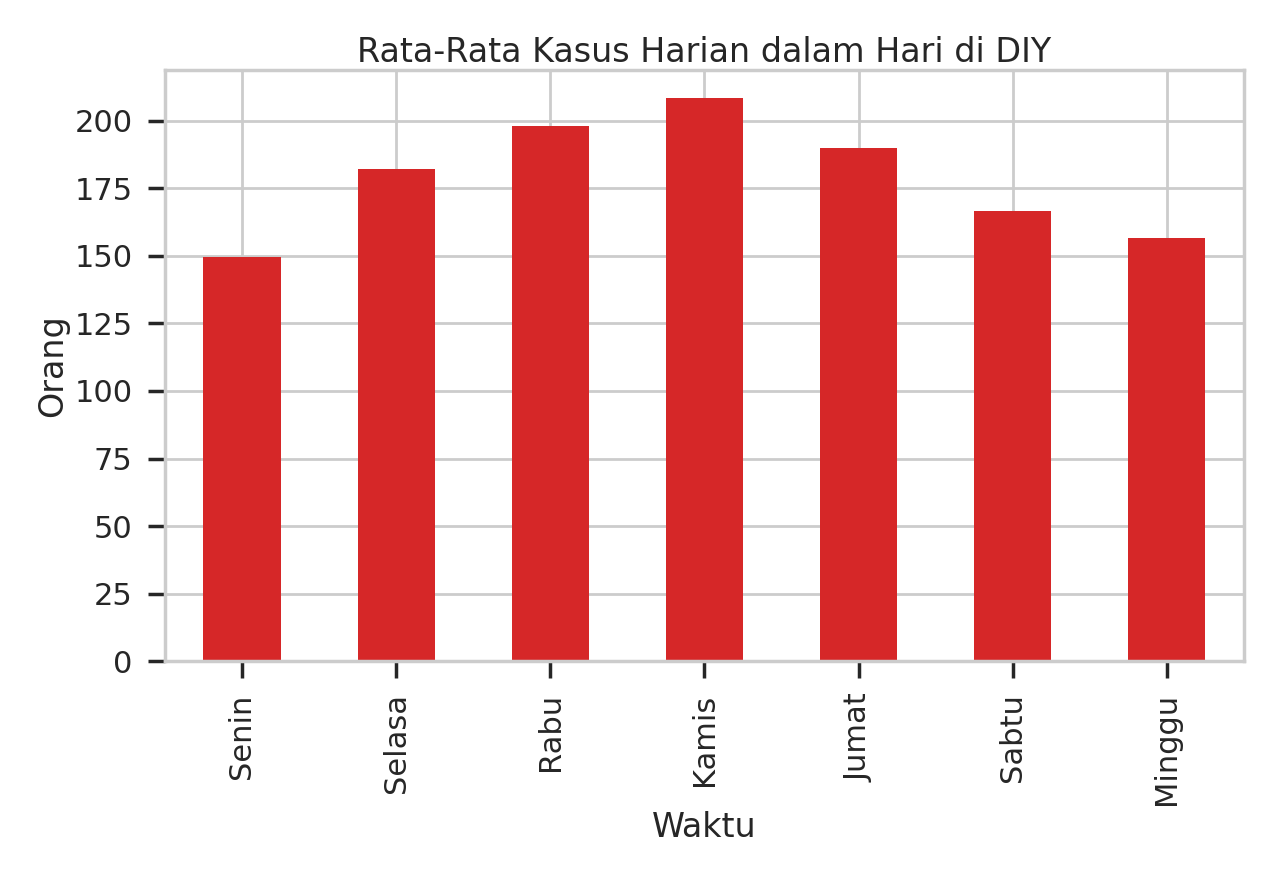 Rata-Rata Kasus Harian dalam Hari di DIY
Orang
200
175
150
125
100
75
50
25
0
Senin
Selasa
Rabu
Kamis
Jumat
Sabtu
Minggu
Waktu